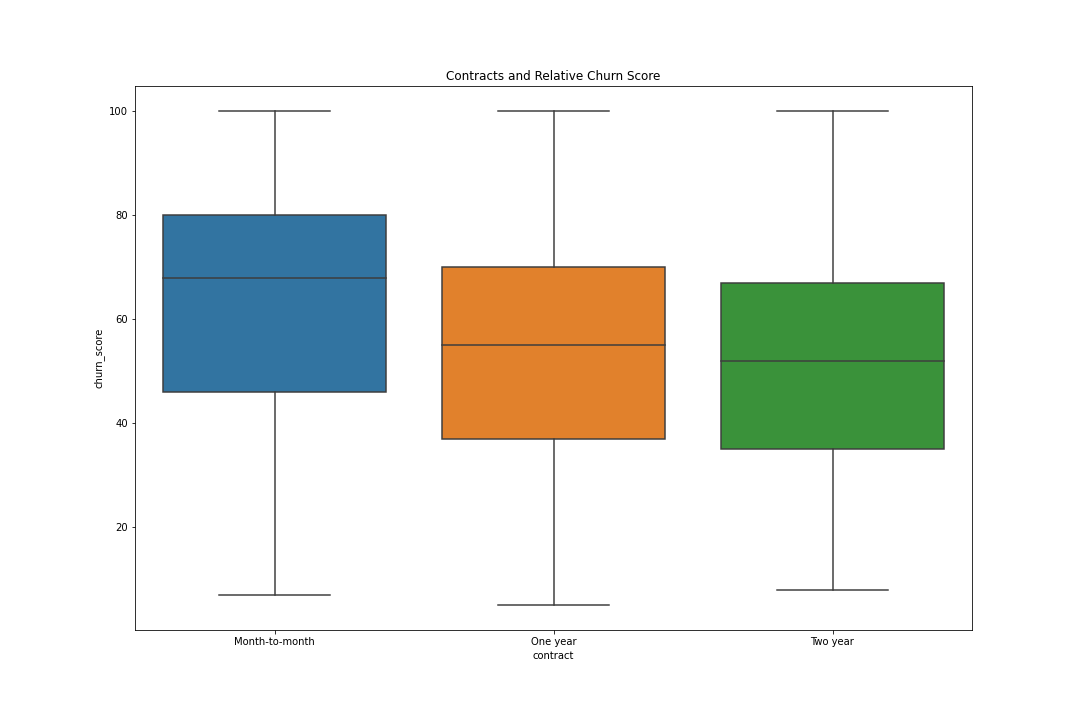 Contracts and Relative Churn Score
100
80
60
40
20
churn_score
Month-to-month
One year
Two year
contract